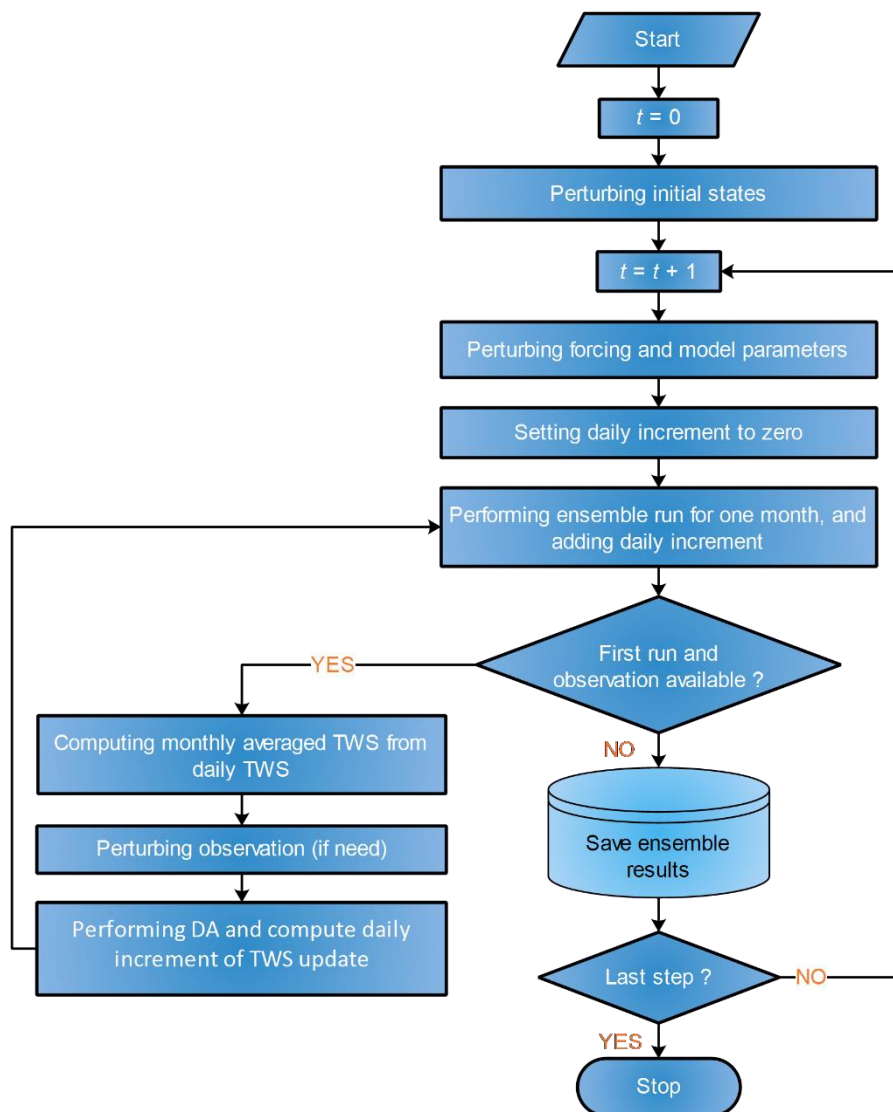 Start
t = 0
Perturbing initial states
t = t + 1
Perturbing forcing and model parameters
Setting daily increment to zero
Performing ensemble run for one month, and
adding daily increment
First run and
observation available ?
YES
NO
Computing monthly averaged TWS from
daily TWS
Perturbing observation (if need)
Performing DA and compute daily
increment of TWS update
Save ensemble
results
Last step ?
NO
YES
Stop